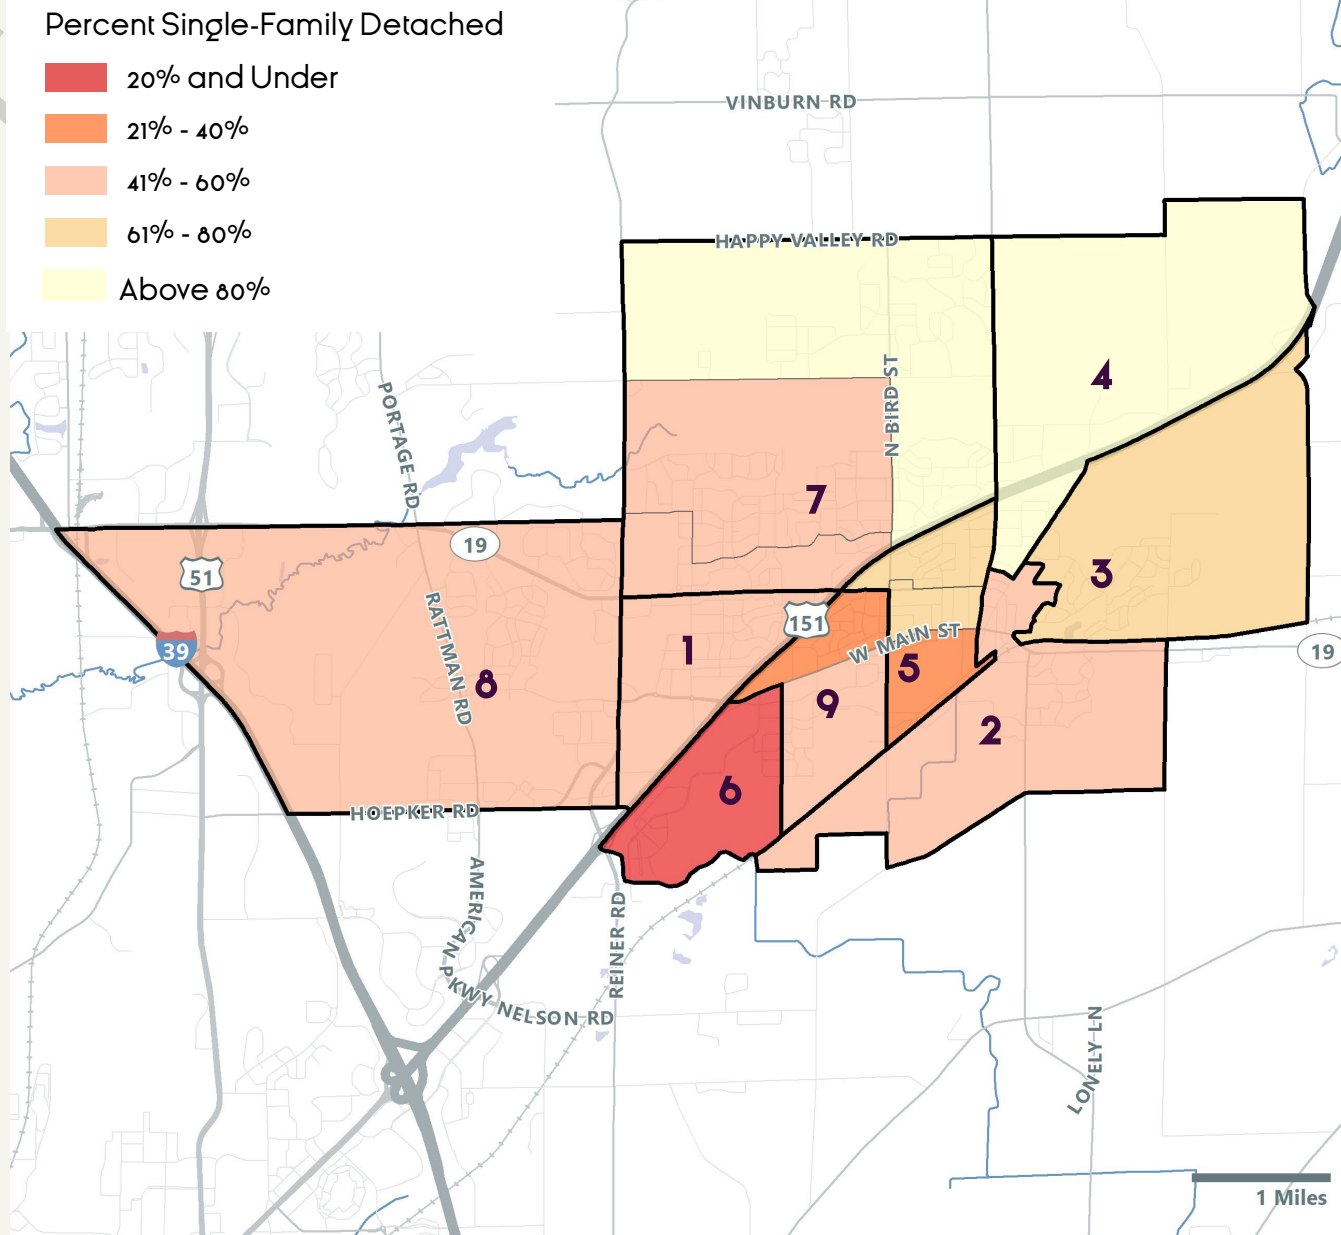 Percent Single-Family Detached
20% and Under
21% - 40%
41% - 60%
61% - 80%
Above 80%
VINBURN RD
HAPPY VALLEY RD
N BIRD ST
4
PORTAGE RD
7
19
51
3
RATTMAN RD
151
W MAIN ST
39
1
19
8
5
9
2
6
HOEPKER RD
AMERICAN PKWY
REINER RD
NELSON RD
LONELY LN
1 Miles